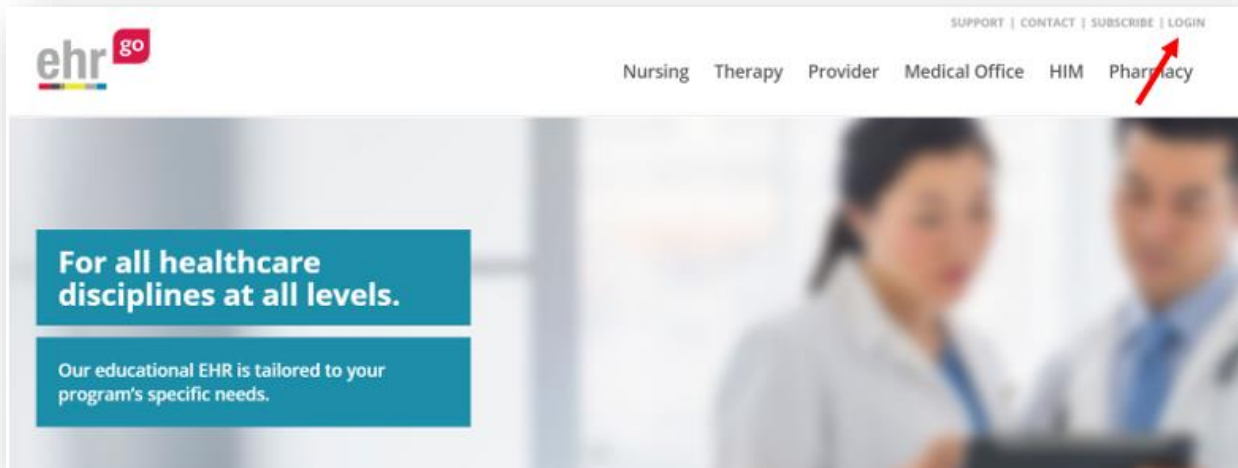 SUPPORT | CONTACT | SUBSCRIBE | LOGIN
ehr go
Nursing Therapy Provider Medical Office HIM Pharmacy
For all healthcare
disciplines at all levels.
Our educational EHR is tailored to your
program's specific needs.